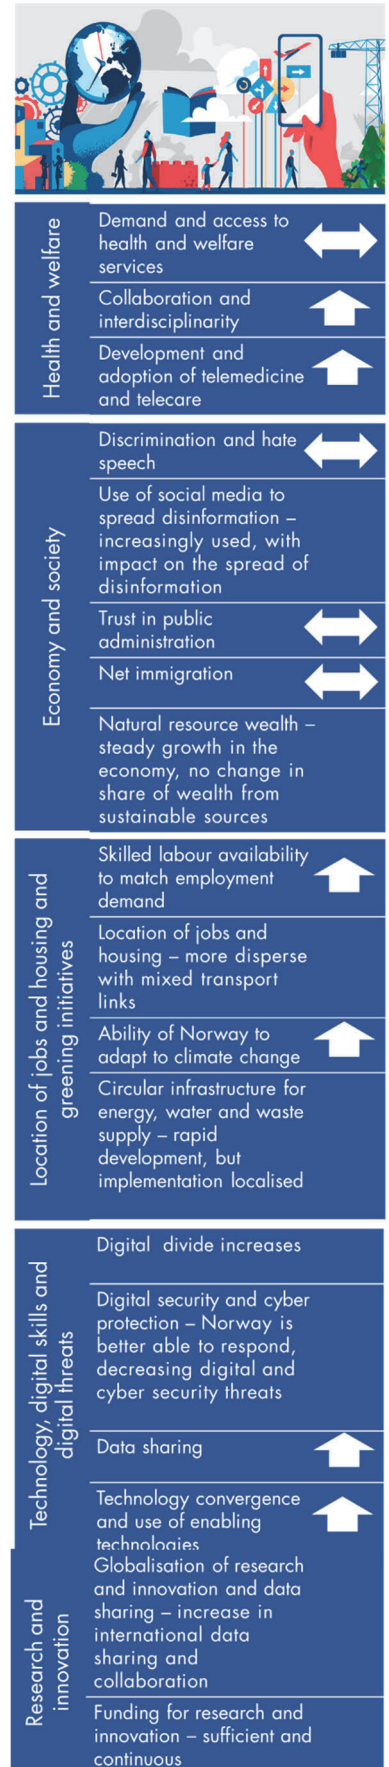 Health and welfare
Demand and access to
health and welfare
services
Collaboration and
interdisciplinarity
Development and
adoption of telemedicine
and telecare
Economy and society
Discrimination and hate
speech
Use of social media to
spread disinformation –
increasingly used, with
impact on the spread of
disinformation
Trust in public
administration
Net immigration
Natural resource wealth –
steady growth in the
economy, no change in
share of wealth from
sustainable sources
Location of jobs and housing and
greening initiatives
Skilled labour availability
to match employment
demand
Location of jobs and
housing – more disperse
with mixed transport
links
Ability of Norway to
adapt to climate change
Circular infrastructure for
energy, water and waste
supply – rapid
development, but
implementation localised
Technology, digital skills and
digital threats
Digital divide increases
Digital security and cyber
protection – Norway is
better able to respond,
decreasing digital and
cyber security threats
Data sharing
Technology convergence
and use of enabling
technologies
Research and
innovation
Globalisation of research
and innovation and data
sharing – increase in
international data
sharing and
collaboration
Funding for research and
innovation – sufficient and
continuous